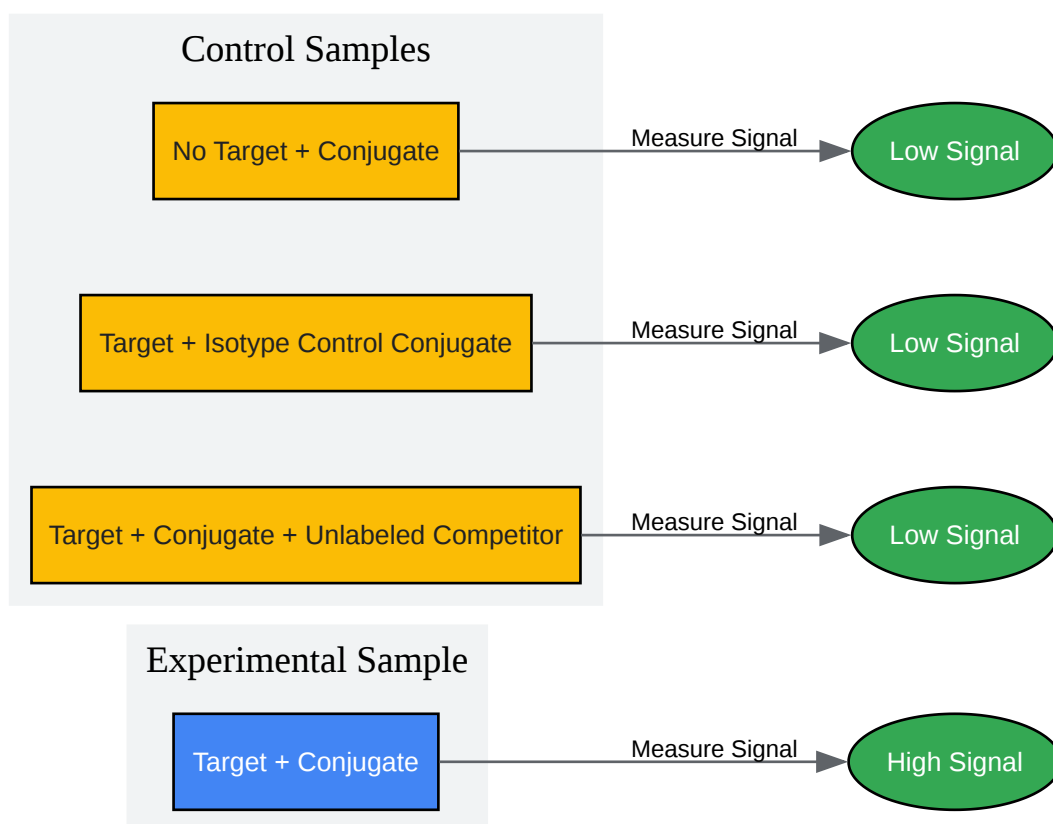 Control Samples
No Target + Conjugate
Measure Signal
Low Signal
Target + Isotype Control Conjugate
Measure Signal
Low Signal
Target + Conjugate + Unlabeled Competitor
Measure Signal
Low Signal
Experimental Sample
Target + Conjugate
Measure Signal
High Signal